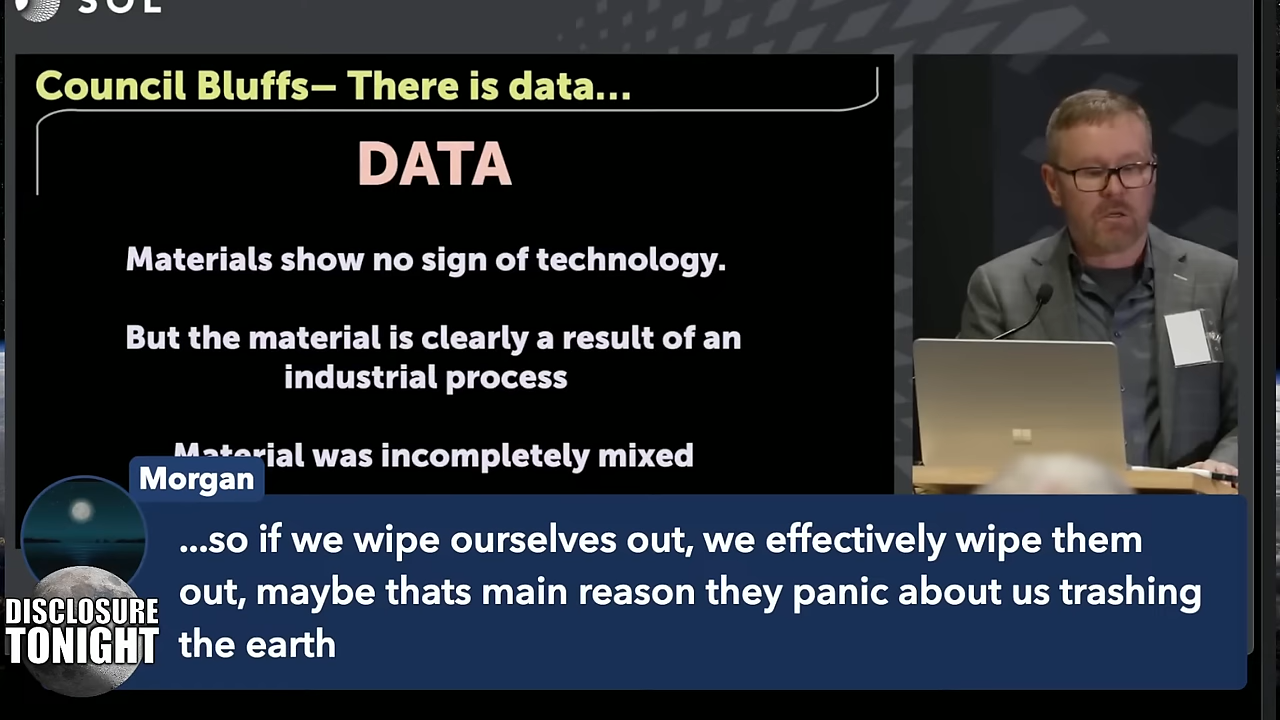 SOL
Council Bluffs– There is data...
DATA
Materials show no sign of technology.
But the material is clearly a result of an
industrial process
Material was incompletely mixed
Morgan
...so if we wipe ourselves out, we effectively wipe them
out, maybe thats main reason they panic about us trashing
the earth
DISCLOSURE
TONIGHT